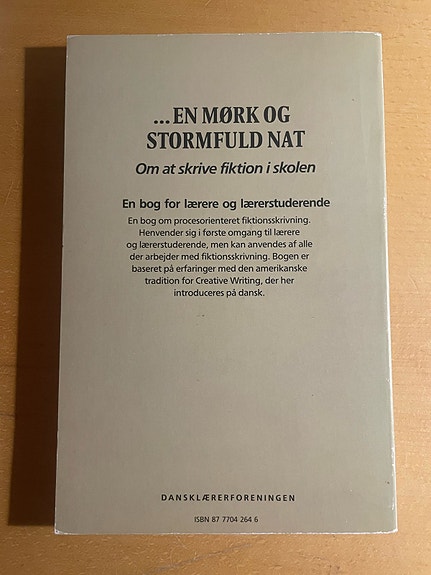 ...EN MØRK OG
STORMFULD NAT
Om at skrive fiktion i skolen
En bog for lærere og lærerstuderende
En bog om procesorienteret fiktionsskrivning.
Henvender sig i første omgang til lærere
og lærerstuderende, men kan anvendes af alle
der arbejder med fiktionsskrivning. Bogen er
baseret på erfaringer med den amerikanske
tradition for Creative Writing, der her
introduceres på dansk.
DANSKLÆRERFORENINGEN
ISBN 87 7704 264 6